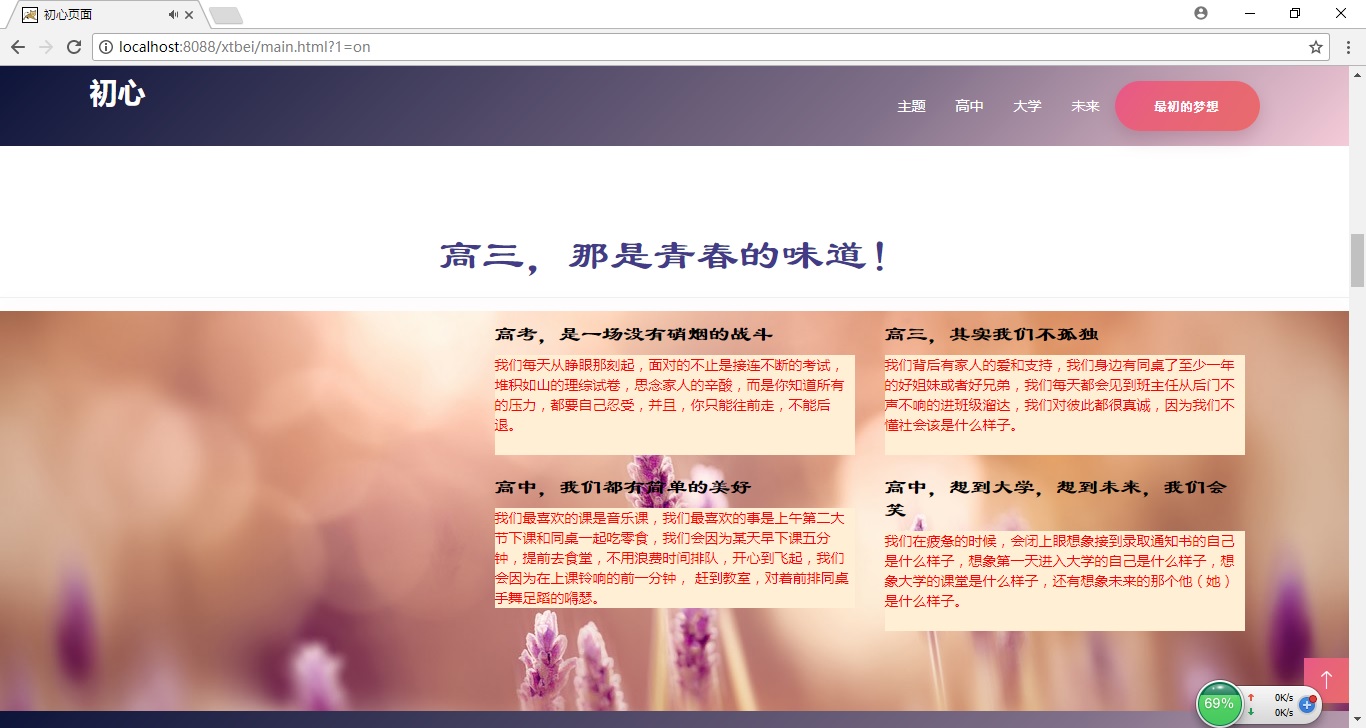 初心页面
localhost:8088/xtbei/main.html?1=on
初心
主题
高中
大学
未来
最初的梦想
高三，那是青春的味道！
高考，是一场没有硝烟的战斗
我们每天从睁眼那刻起，面对的不止是接连不断的考试，
堆积如山的理综试卷，思念家人的辛酸，而是你知道所有
的压力，都要自己忍受，并且，你只能往前走，不能后
退。
高三，其实我们不孤独
我们背后有家人的爱和支持，我们身边有同桌了至少一年
的好姐妹或者好兄弟，我们每天都会见到班主任从后门不
声不响的进班级溜达，我们对彼此都很真诚，因为我们不
懂社会该是什么样子。
高中，我们都有简单的美好
我们最喜欢的课是音乐课，我们最喜欢的事是上午第二大
节下课和同桌一起吃零食，我们会因为某天早下课五分
钟，提前去食堂，不用浪费时间排队，开心到飞起，我们
会因为在上课铃响的前一分钟， 赶到教室，对着前排同桌
手舞足蹈的嘚瑟。
高中，想到大学，想到未来，我们会
笑
我们在疲惫的时候，会闭上眼想象接到录取通知书的自己
是什么样子，想象第一天进入大学的自己是什么样子，想
象大学的课堂是什么样子，还有想象未来的那个他（她）
是什么样子。
69%
0K/s
0K/s